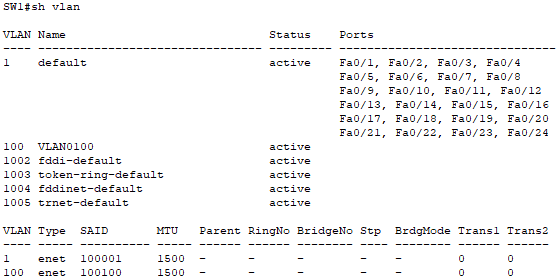 SW1#sh vlan
VLAN Name                             Status    Ports
---- -------------------------------- --------- -------------------------------
1    default                          active    Fa0/1, Fa0/2, Fa0/3, Fa0/4
                                                Fa0/5, Fa0/6, Fa0/7, Fa0/8
                                                Fa0/9, Fa0/10, Fa0/11, Fa0/12
                                                Fa0/13, Fa0/14, Fa0/15, Fa0/16
                                                Fa0/17, Fa0/18, Fa0/19, Fa0/20
                                                Fa0/21, Fa0/22, Fa0/23, Fa0/24
100  VLAN0100                         active
1002 fddi-default                     active
1003 token-ring-default               active
1004 fddinet-default                  active
1005 trnet-default                    active
VLAN Type  SAID       MTU   Parent RingNo BridgeNo Stp  BrdgMode Trans1 Trans2
---- ----- ---------- ----- ------ ------ -------- ---- -------- ------ ------
1    enet  100001     1500  -      -      -        -    -        0      0
100  enet  100100     1500  -      -      -        -    -        0      0